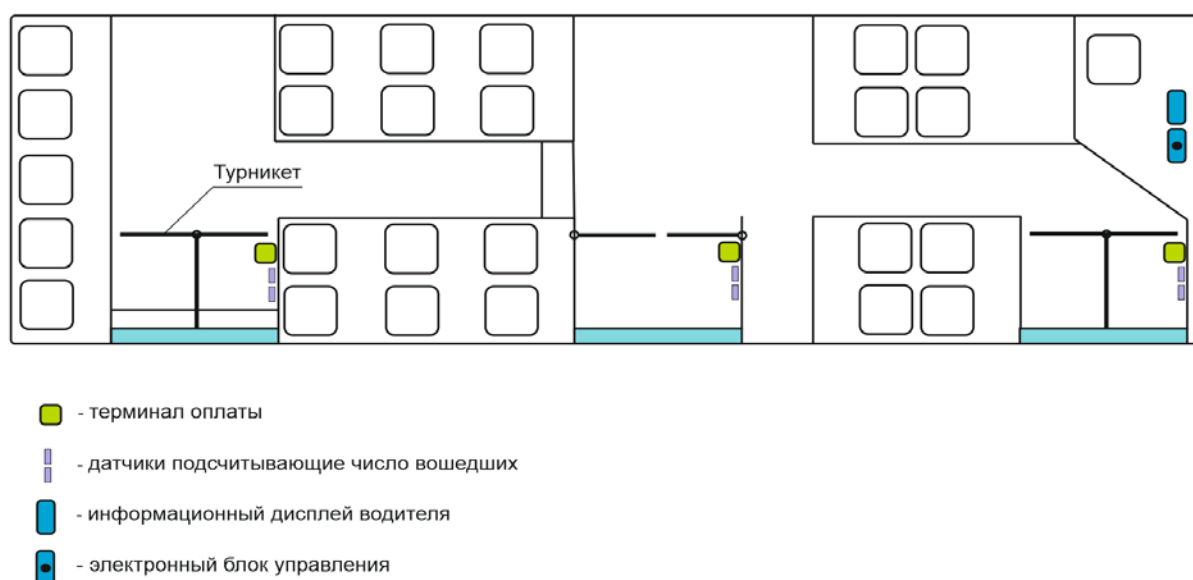 Турникет
- терминал оплаты
- датчики подсчитывающие число вошедших
- информационный дисплей водителя
- электронный блок управления